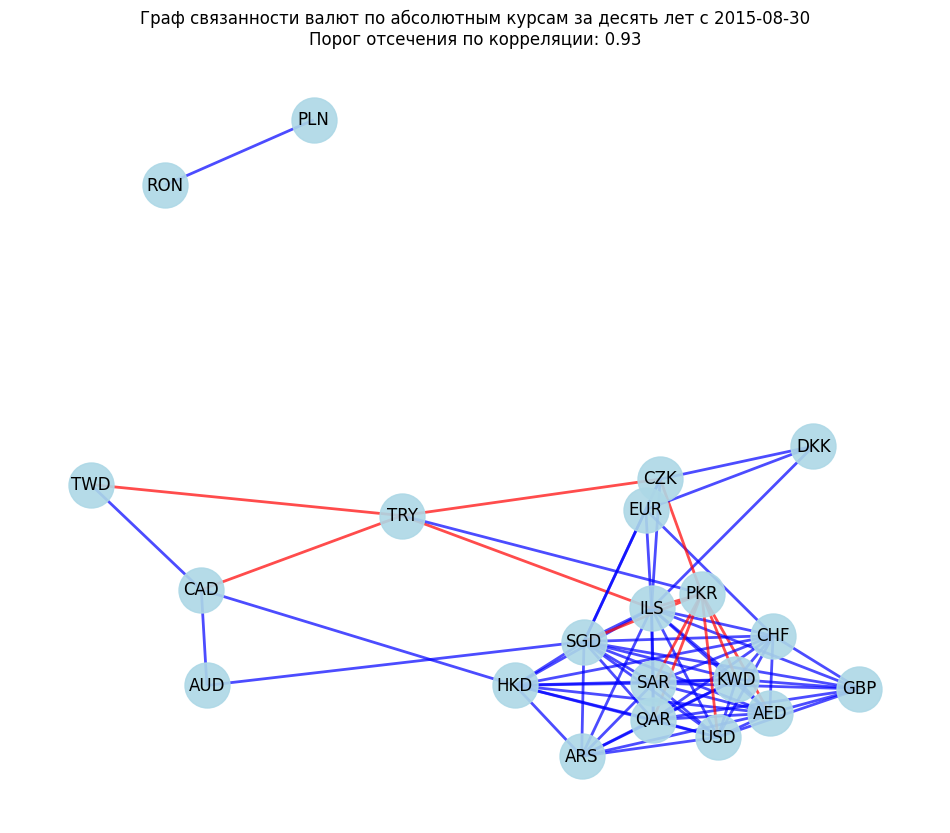 Граф связанности валют по абсолютным курсам за десять лет с 2015-08-30
Порог отсечения по корреляции: 0.93
PLN
RON
DKK
CZK
TWD
EUR
TRY
CAD
PKR
ILS
CHF
SGD
AUD
HKD
SAR
KWD
GBP
AED
QAR
USD
ARS